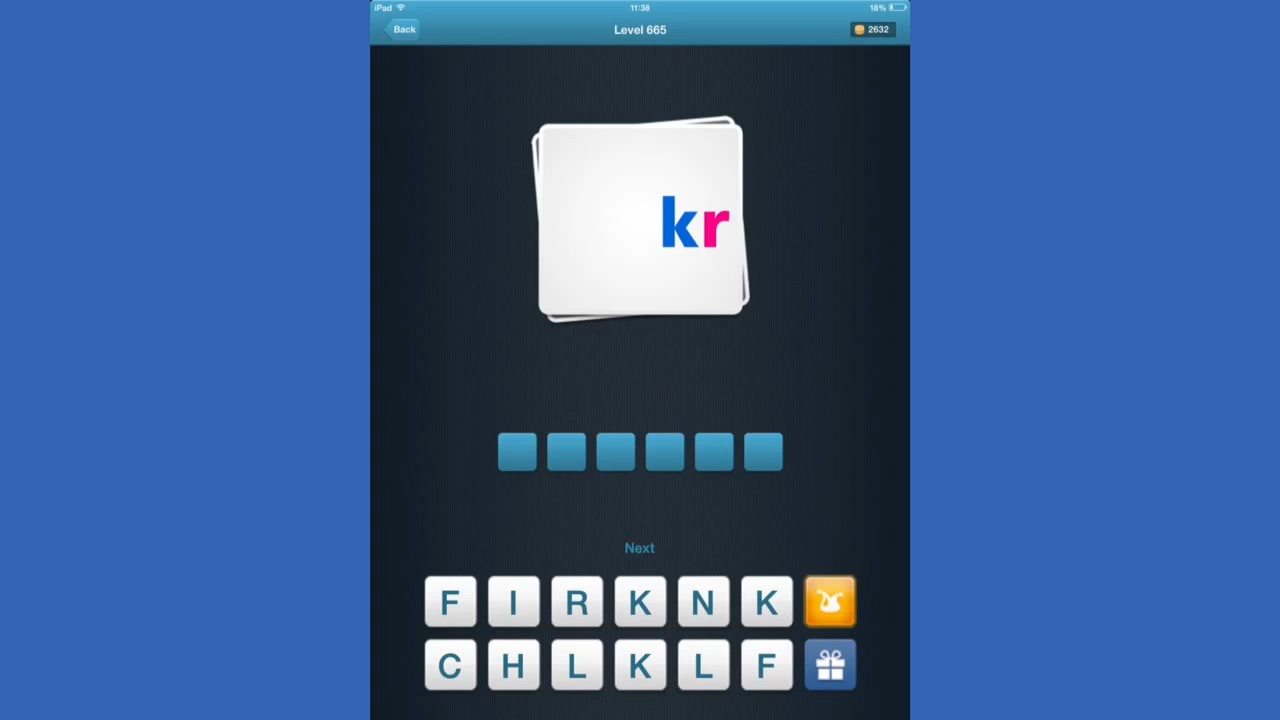 iPad 11:38 18%
Back Level 665 2632
kr
Next
F I R K N K
C H L K L F